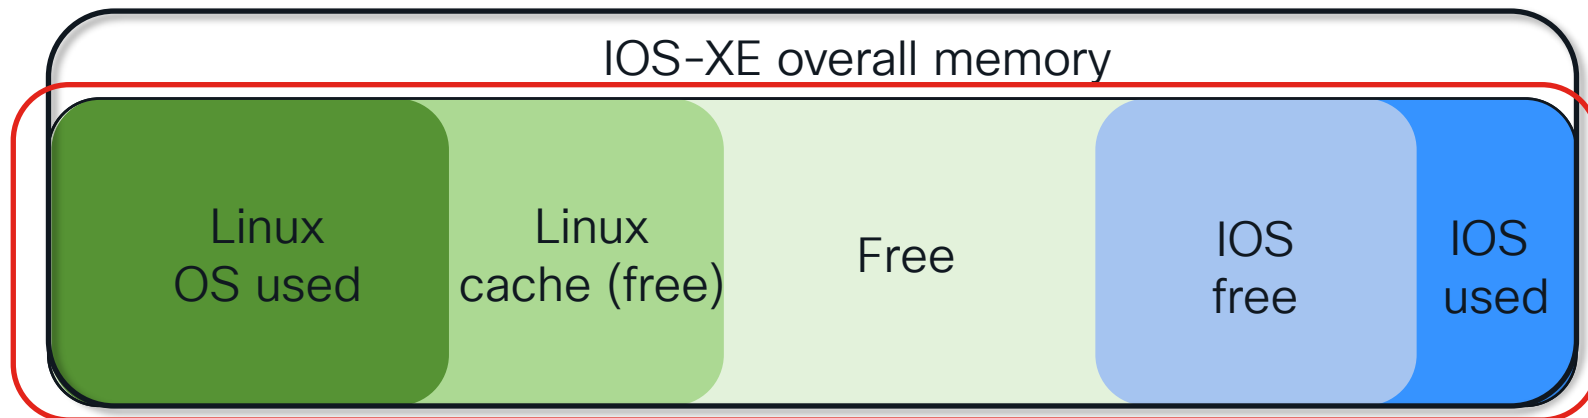 IOS-XE overall memory
Linux
OS used
Linux
cache (free)
Free
IOS
free
IOS
used